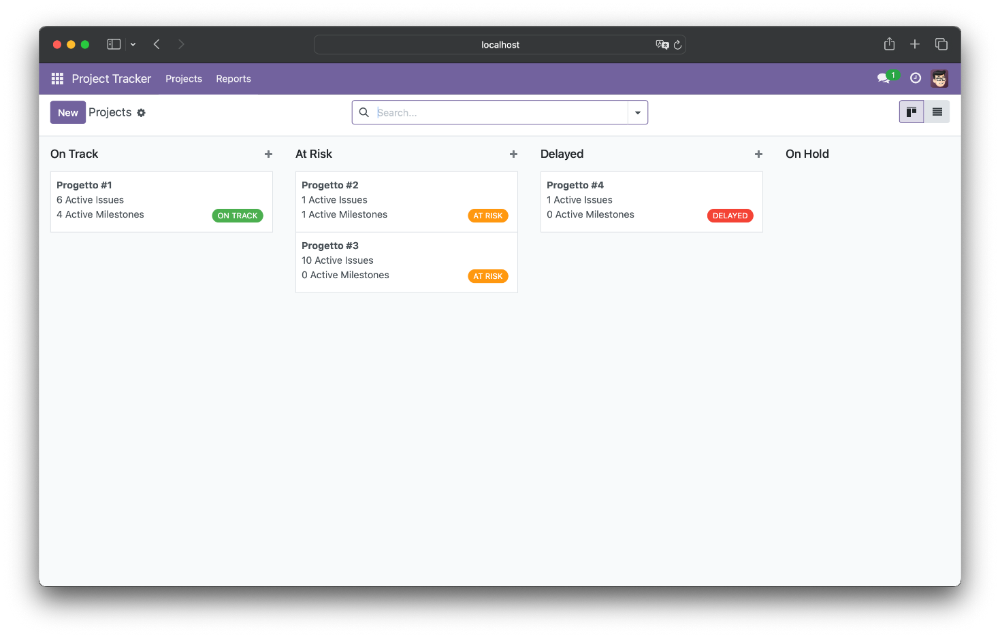 localhost
Project Tracker Projects Reports 1
New Projects Search...
On Track
Progetto #1
6 Active Issues
4 Active Milestones ON TRACK
At Risk
Progetto #2
1 Active Issues
1 Active Milestones AT RISK
Progetto #3
10 Active Issues
0 Active Milestones AT RISK
Delayed
Progetto #4
1 Active Issues
0 Active Milestones DELAYED
On Hold